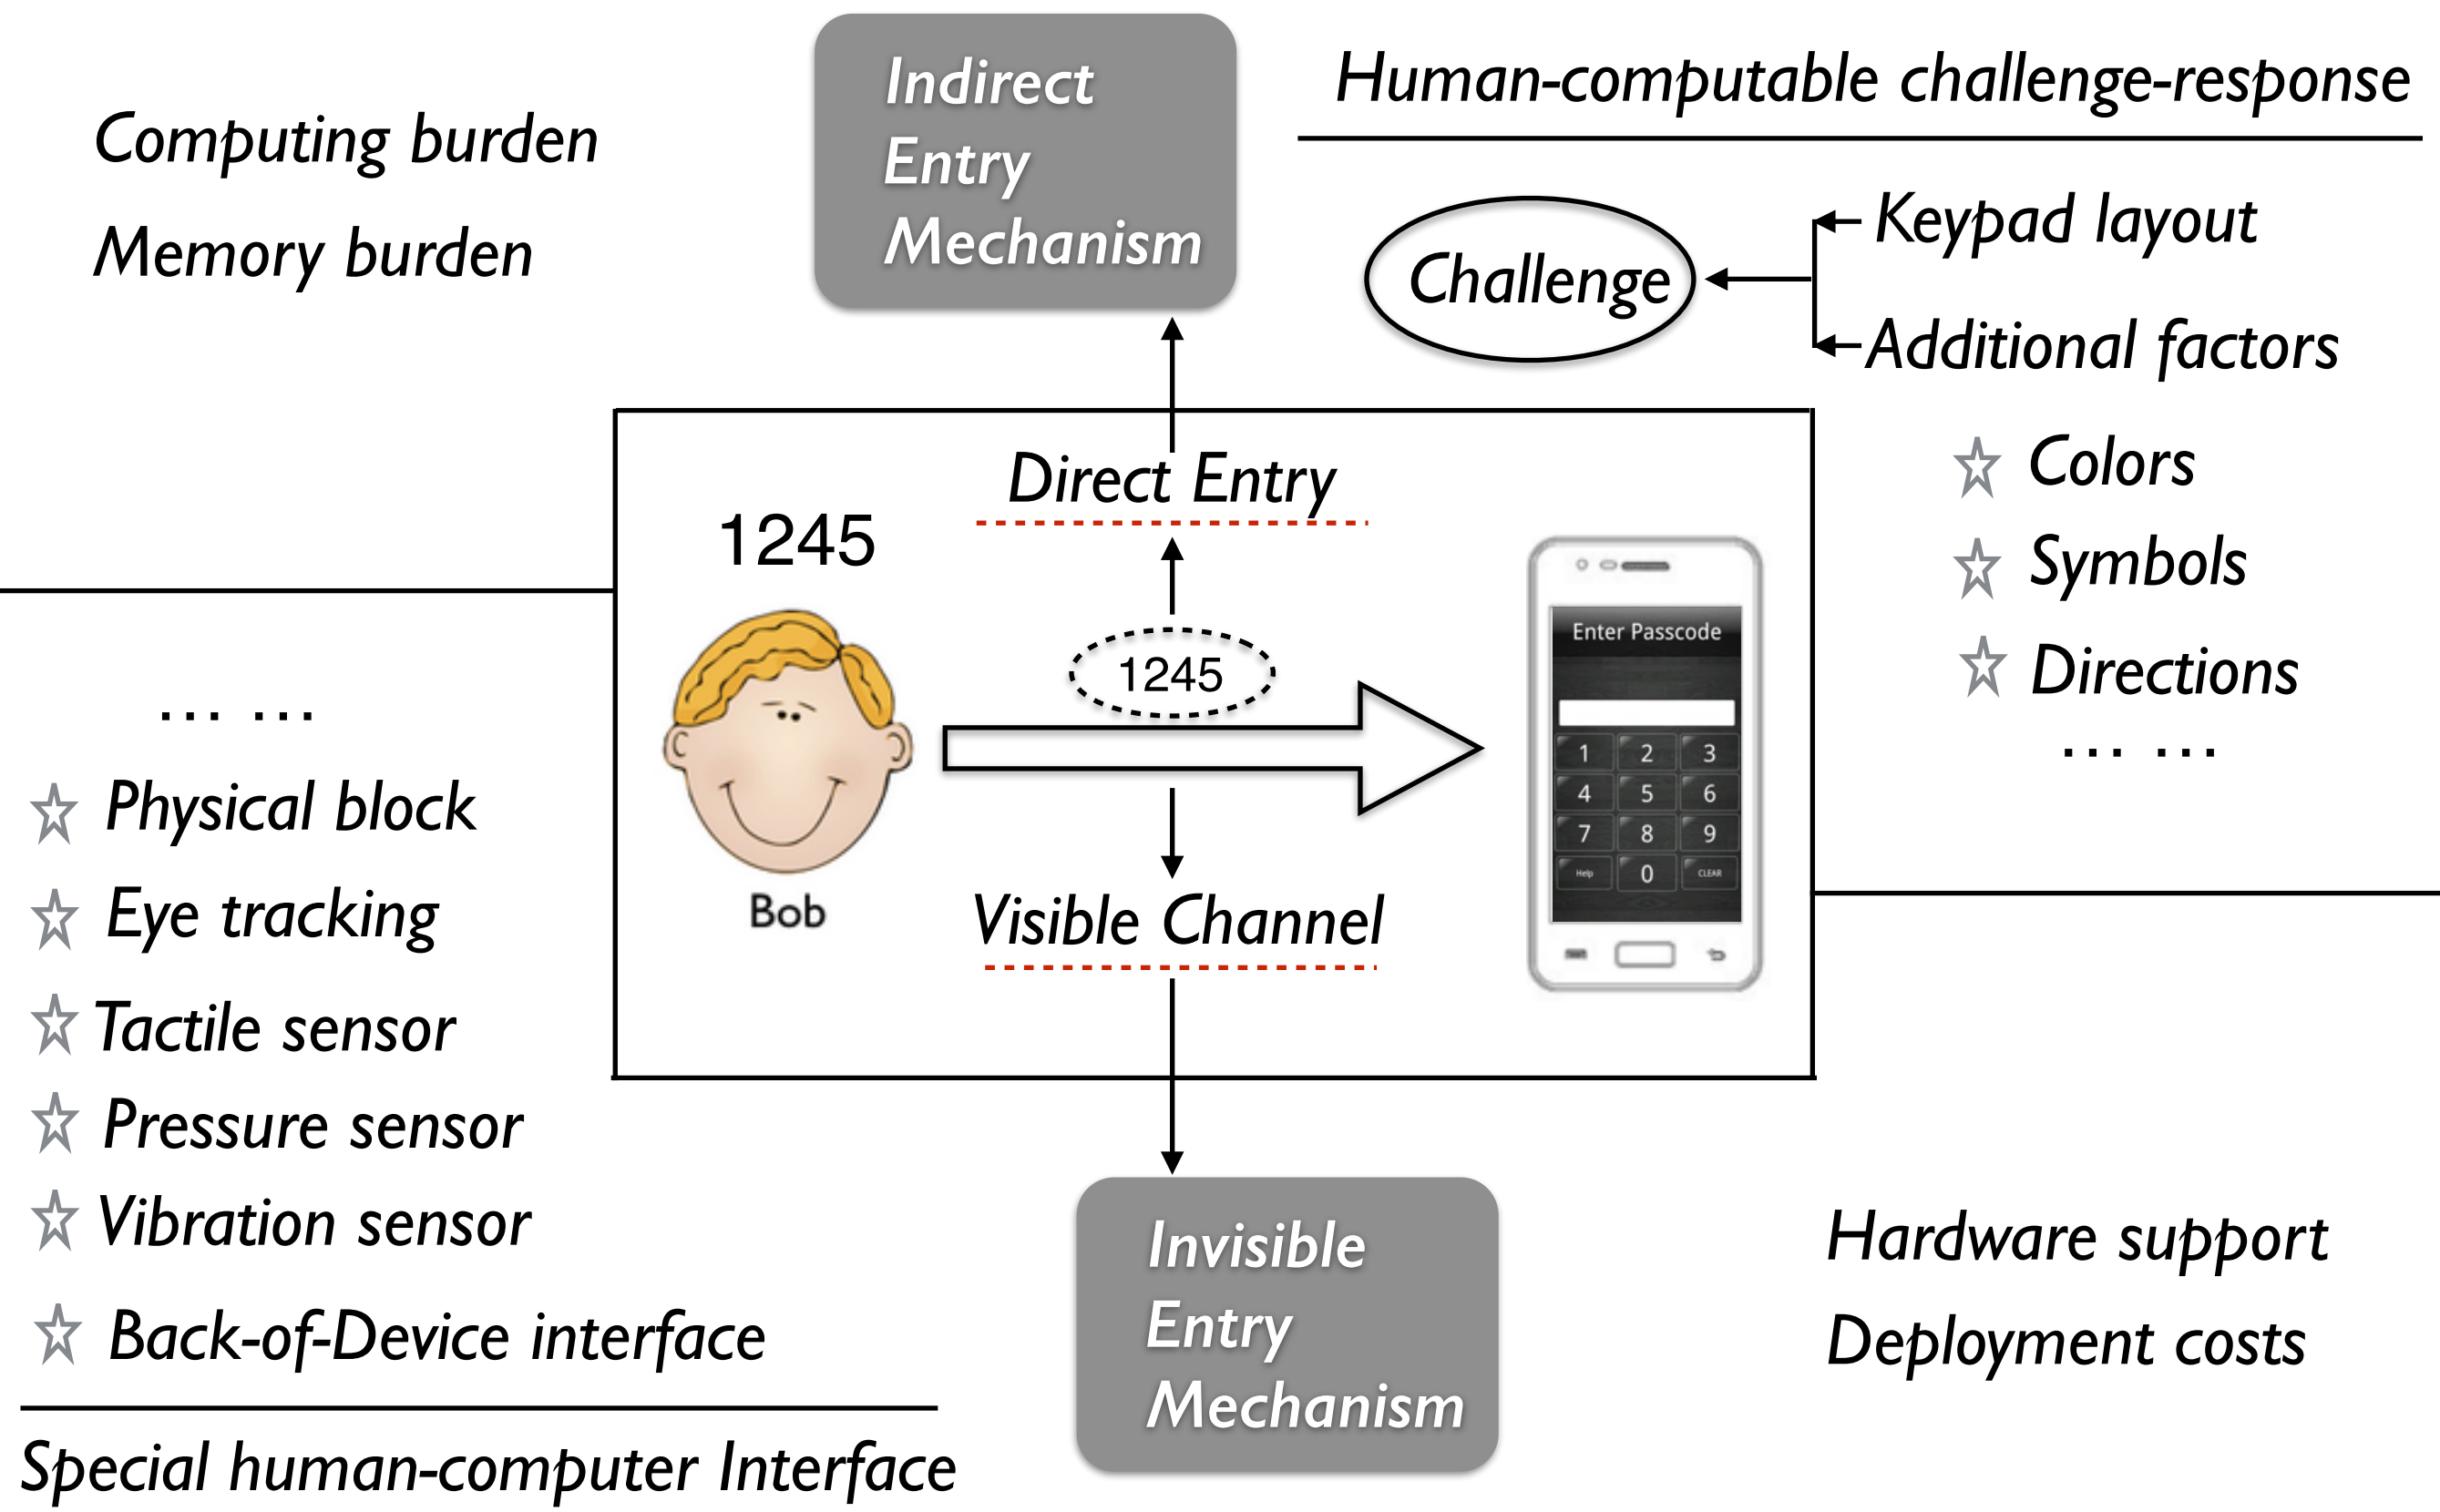 Indirect
Entry
Mechanism
Human-computable challenge-response
Computing burden
Memory burden
Challenge
Keypad layout
Additional factors
Colors
Symbols
Directions
... ...
Direct Entry
1245
1245
Bob
Visible Channel
Enter Passcode
1 2 3
4 5 6
7 8 9
Help 0 CLEAR
... ...
Physical block
Eye tracking
Tactile sensor
Pressure sensor
Vibration sensor
Back-of-Device interface
Special human-computer Interface
Invisible
Entry
Mechanism
Hardware support
Deployment costs